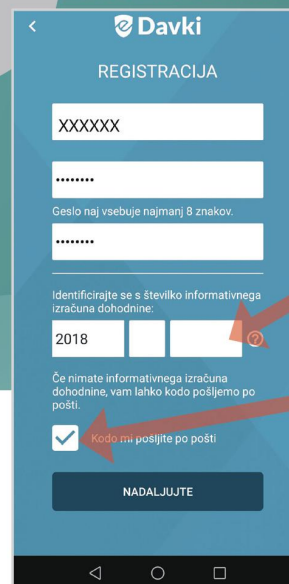 Davki
REGISTRACIJA
XXXXXX
••••••••
Geslo naj vsebuje najmanj 8 znakov.
••••••••
Identificirajte se s številko informativnega
izračuna dohodnine:
2018
?
Če nimate informativnega izračuna
dohodnine, vam lahko kodo pošljemo po
pošti.
Kodo mi pošljite po pošti
NADALJUJTE